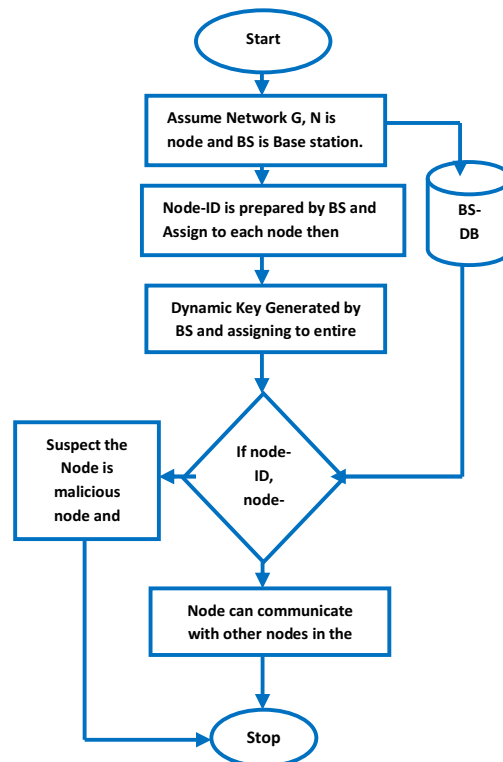 Start
Assume Network G, N is
node and BS is Base station.
BS-
DB
Node-ID is prepared by BS and
Assign to each node then
Dynamic Key Generated by
BS and assigning to entire
If node-
ID,
node-
Suspect the
Node is
malicious
node and
Node can communicate
with other nodes in the
Stop